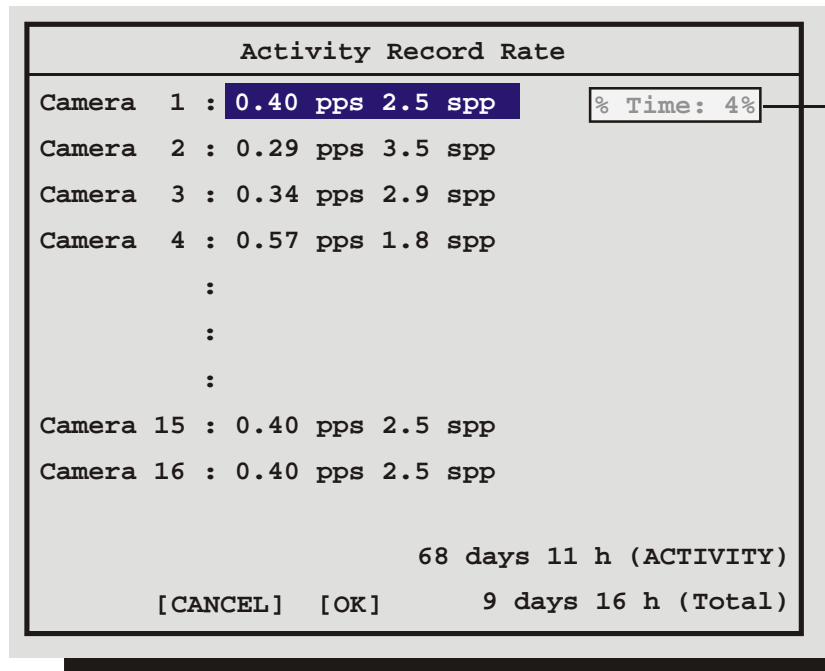 Activity Record Rate
Camera 1 : 0.40 pps 2.5 spp % Time: 4%
Camera 2 : 0.29 pps 3.5 spp
Camera 3 : 0.34 pps 2.9 spp
Camera 4 : 0.57 pps 1.8 spp
:
:
:
Camera 15 : 0.40 pps 2.5 spp
Camera 16 : 0.40 pps 2.5 spp
68 days 11 h (ACTIVITY)
[CANCEL] [OK] 9 days 16 h (Total)